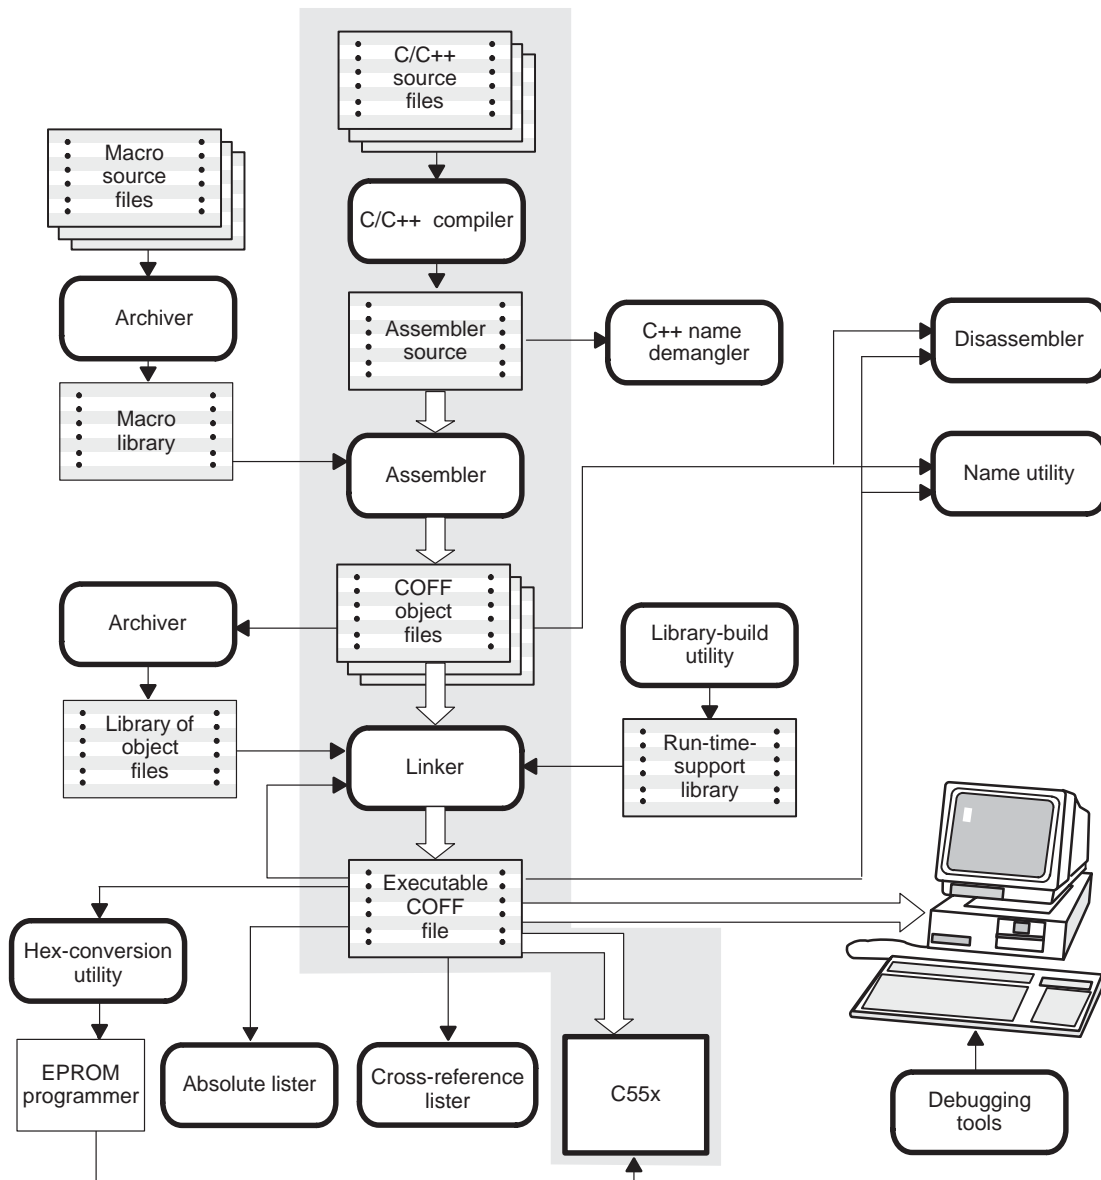 C/C++
source
files
Macro
source
files
C/C++ compiler
Archiver
Assembler
source
C++ name
demangler
Disassembler
Macro
library
Assembler
Name utility
COFF
object
files
Archiver
Library-build
utility
Library of
object
files
Linker
Run-time-
support
library
Executable
COFF
file
Hex-conversion
utility
EPROM
programmer
Absolute lister
Cross-reference
lister
C55x
Debugging
tools